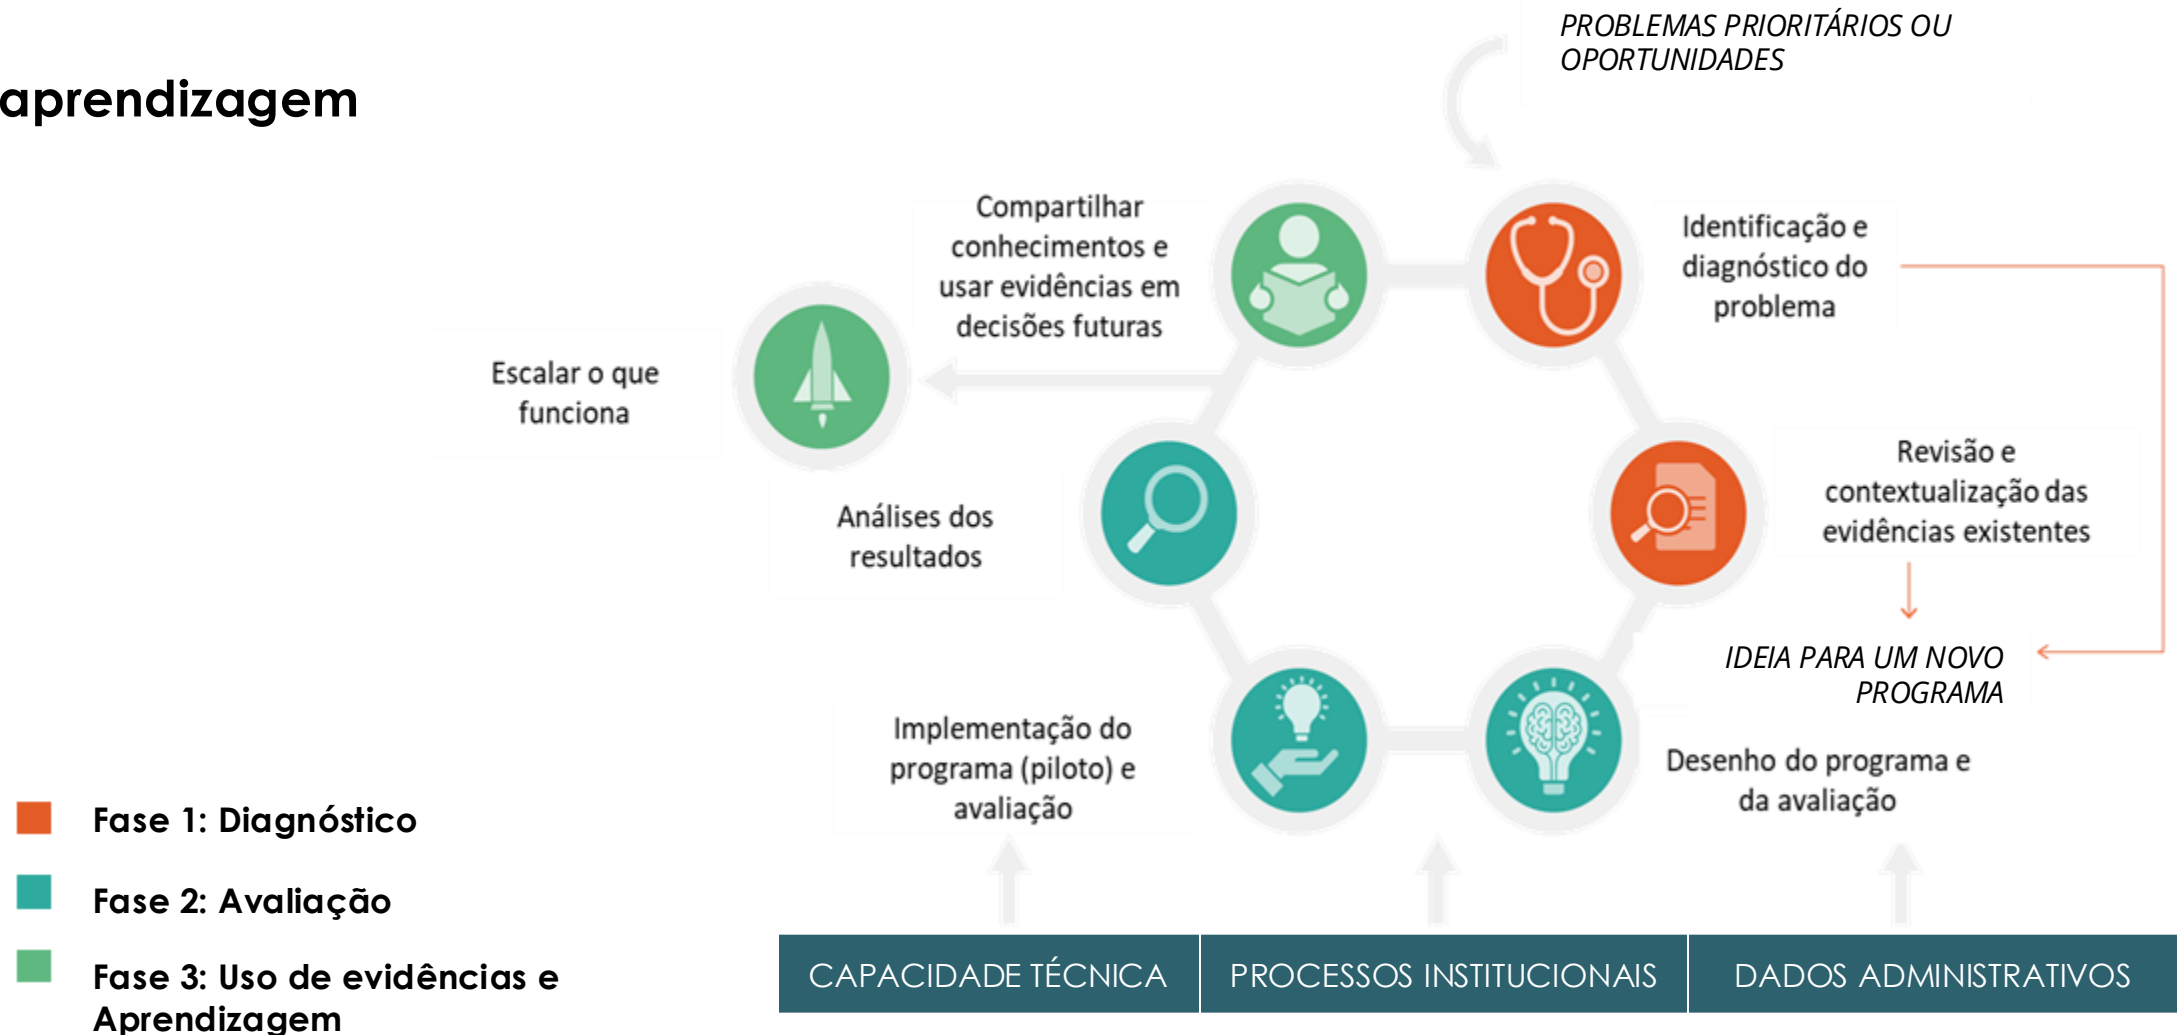 PROBLEMAS PRIORITÁRIOS OU
OPORTUNIDADES
aprendizagem
Compartilhar
conhecimentos e
usar evidências em
decisões futuras
Identificação e
diagnóstico do
problema
Escalar o que
funciona
Revisão e
contextualização das
evidências existentes
Análises dos
resultados
IDEIA PARA UM NOVO
PROGRAMA
Implementação do
programa (piloto) e
avaliação
Desenho do programa e
da avaliação
Fase 1: Diagnóstico
Fase 2: Avaliação
Fase 3: Uso de evidências e
Aprendizagem
CAPACIDADE TÉCNICA
PROCESSOS INSTITUCIONAIS
DADOS ADMINISTRATIVOS